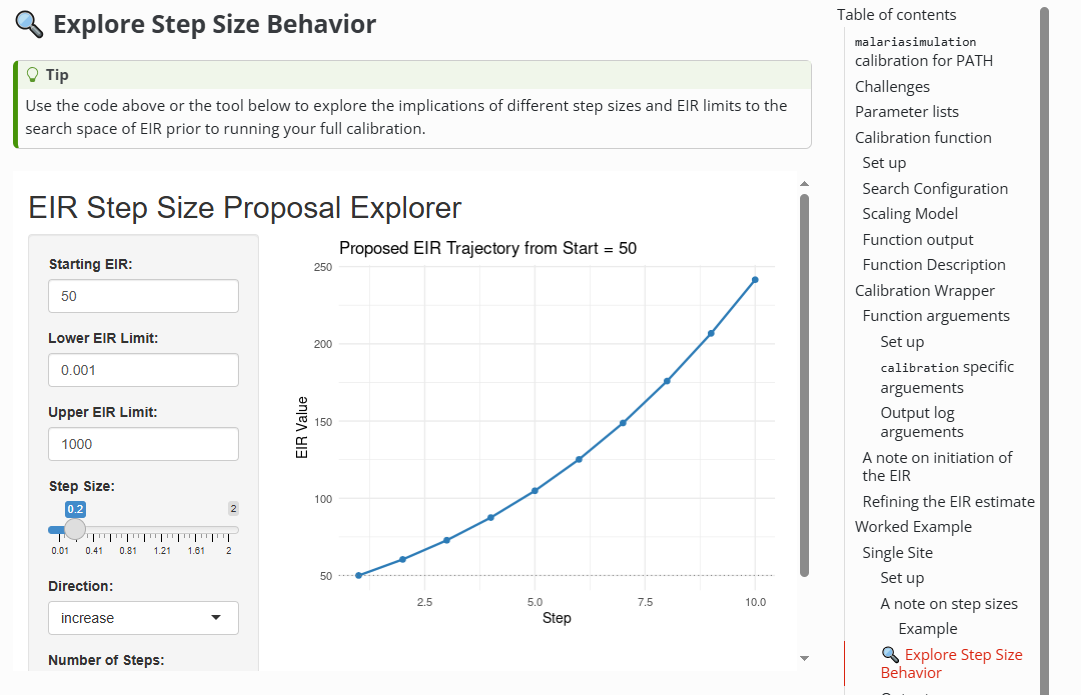 🔍 Explore Step Size Behavior
Tip
Use the code above or the tool below to explore the implications of different step sizes and EIR limits to the
search space of EIR prior to running your full calibration.
EIR Step Size Proposal Explorer
Starting EIR:
50
Lower EIR Limit:
0.001
Upper EIR Limit:
1000
Step Size:
0.2
2
0.01 0.41 0.81 1.21 1.61 2
Direction:
increase
Number of Steps:
Proposed EIR Trajectory from Start = 50
EIR Value
250
200
150
100
50
2.5 5.0 7.5 10.0
Step
Table of contents
malariasimulation
calibration for PATH
Challenges
Parameter lists
Calibration function
Set up
Search Configuration
Scaling Model
Function output
Function Description
Calibration Wrapper
Function arguements
Set up
calibration specific
arguements
Output log
arguements
A note on initiation of
the EIR
Refining the EIR estimate
Worked Example
Single Site
Set up
A note on step sizes
Example
🔍 Explore Step Size
Behavior